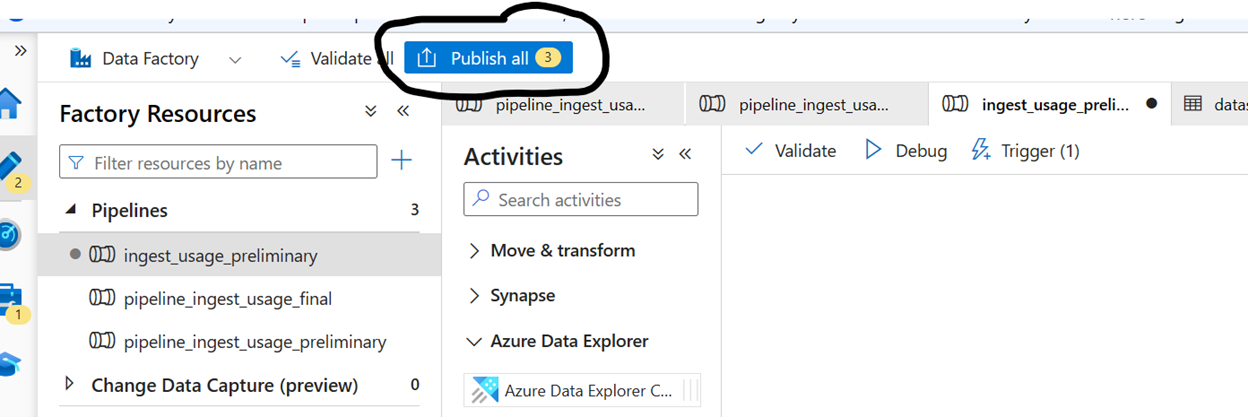 Data Factory
Validate all
Publish all 3
Factory Resources
Filter resources by name
2
Pipelines 3
ingest_usage_preliminary
pipeline_ingest_usage_final
pipeline_ingest_usage_preliminary
1
Change Data Capture (preview) 0
pipeline_ingest_usa...
pipeline_ingest_usa...
ingest_usage_preli...
datas
Activities
Search activities
Move & transform
Synapse
Azure Data Explorer
Azure Data Explorer C...
Validate
Debug
Trigger (1)